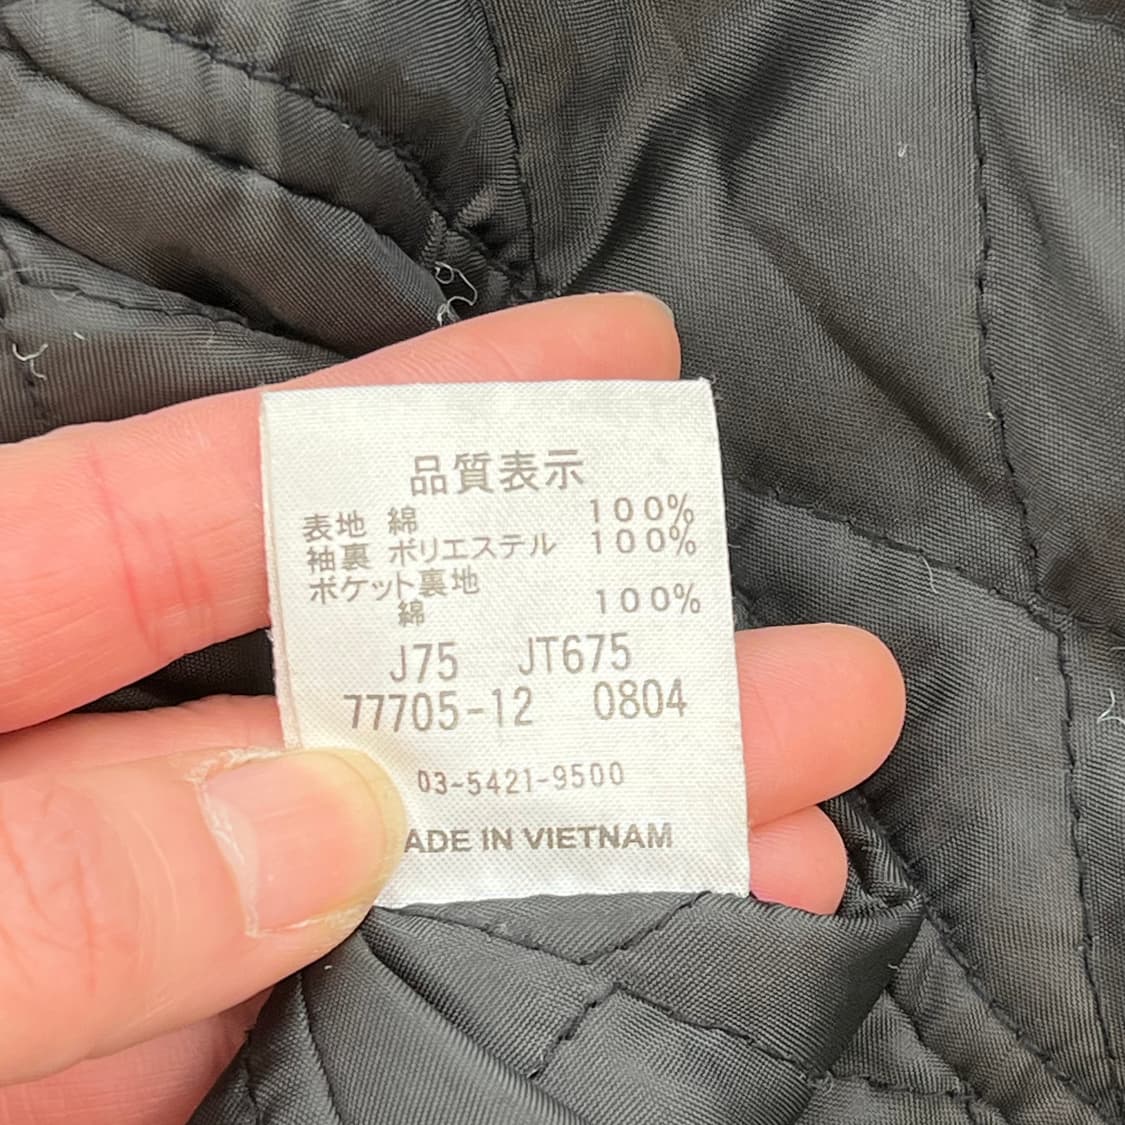 品質表示
表地 綿 100%
袖裏 ポリエステル 100%
ポケット裏地
綿 100%
J75 JT675
77705-12 0804
03-5421-9500
ADE IN VIETNAM